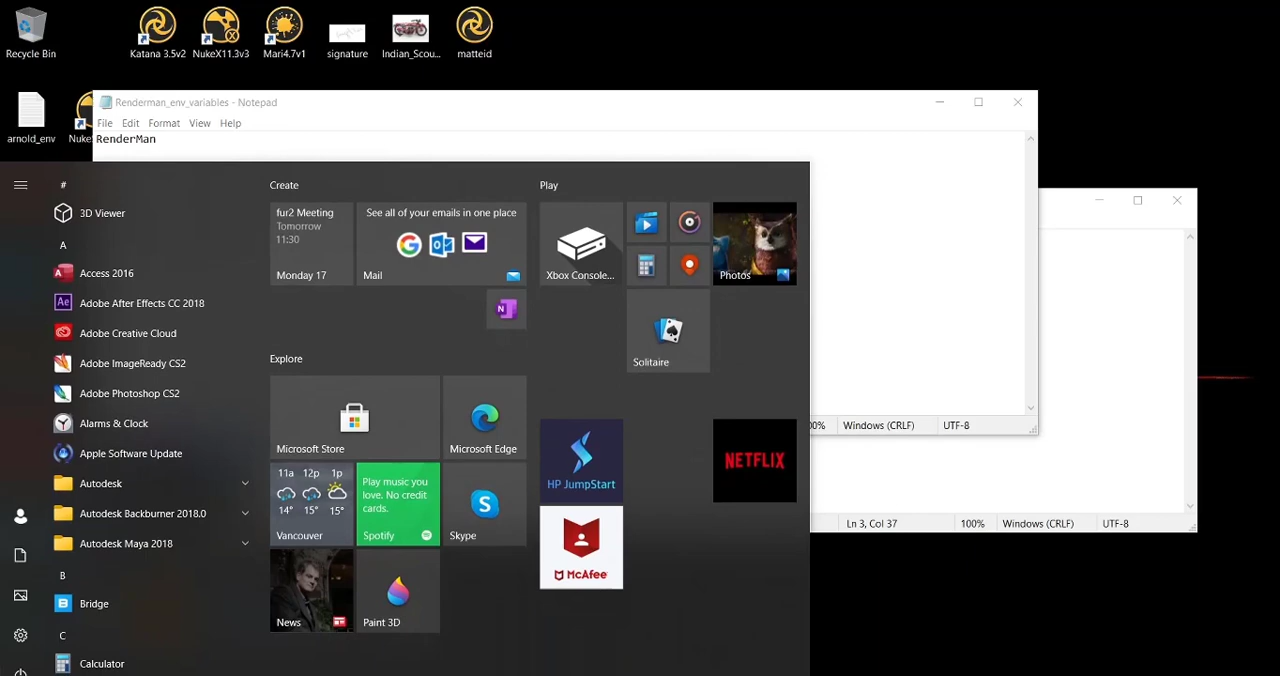 Recycle Bin
Katana 3.5v2
NukeX11.3v3
Mari4.7v1
signature
Indian_Scou...
matteid
arnold_env
Nuke
Renderman_env_variables - Notepad
File Edit Format View Help
RenderMan
#
3D Viewer
A
Access 2016
Adobe After Effects CC 2018
Adobe Creative Cloud
Adobe ImageReady CS2
Adobe Photoshop CS2
Alarms & Clock
Apple Software Update
Autodesk
Autodesk Backburner 2018.0
Autodesk Maya 2018
B
Bridge
C
Calculator
Create
fur2 Meeting
Tomorrow
11:30
Monday 17
See all of your emails in one place
Mail
Explore
Microsoft Store
Microsoft Edge
11a 12p 1p
14° 15° 15°
Vancouver
Play music you
love. No credit
cards.
Spotify
Skype
News
Paint 3D
Play
Xbox Console...
Photos
Solitaire
HP JumpStart
NETFLIX
McAfee
00% Windows (CRLF) UTF-8
Ln 3, Col 37 100% Windows (CRLF) UTF-8